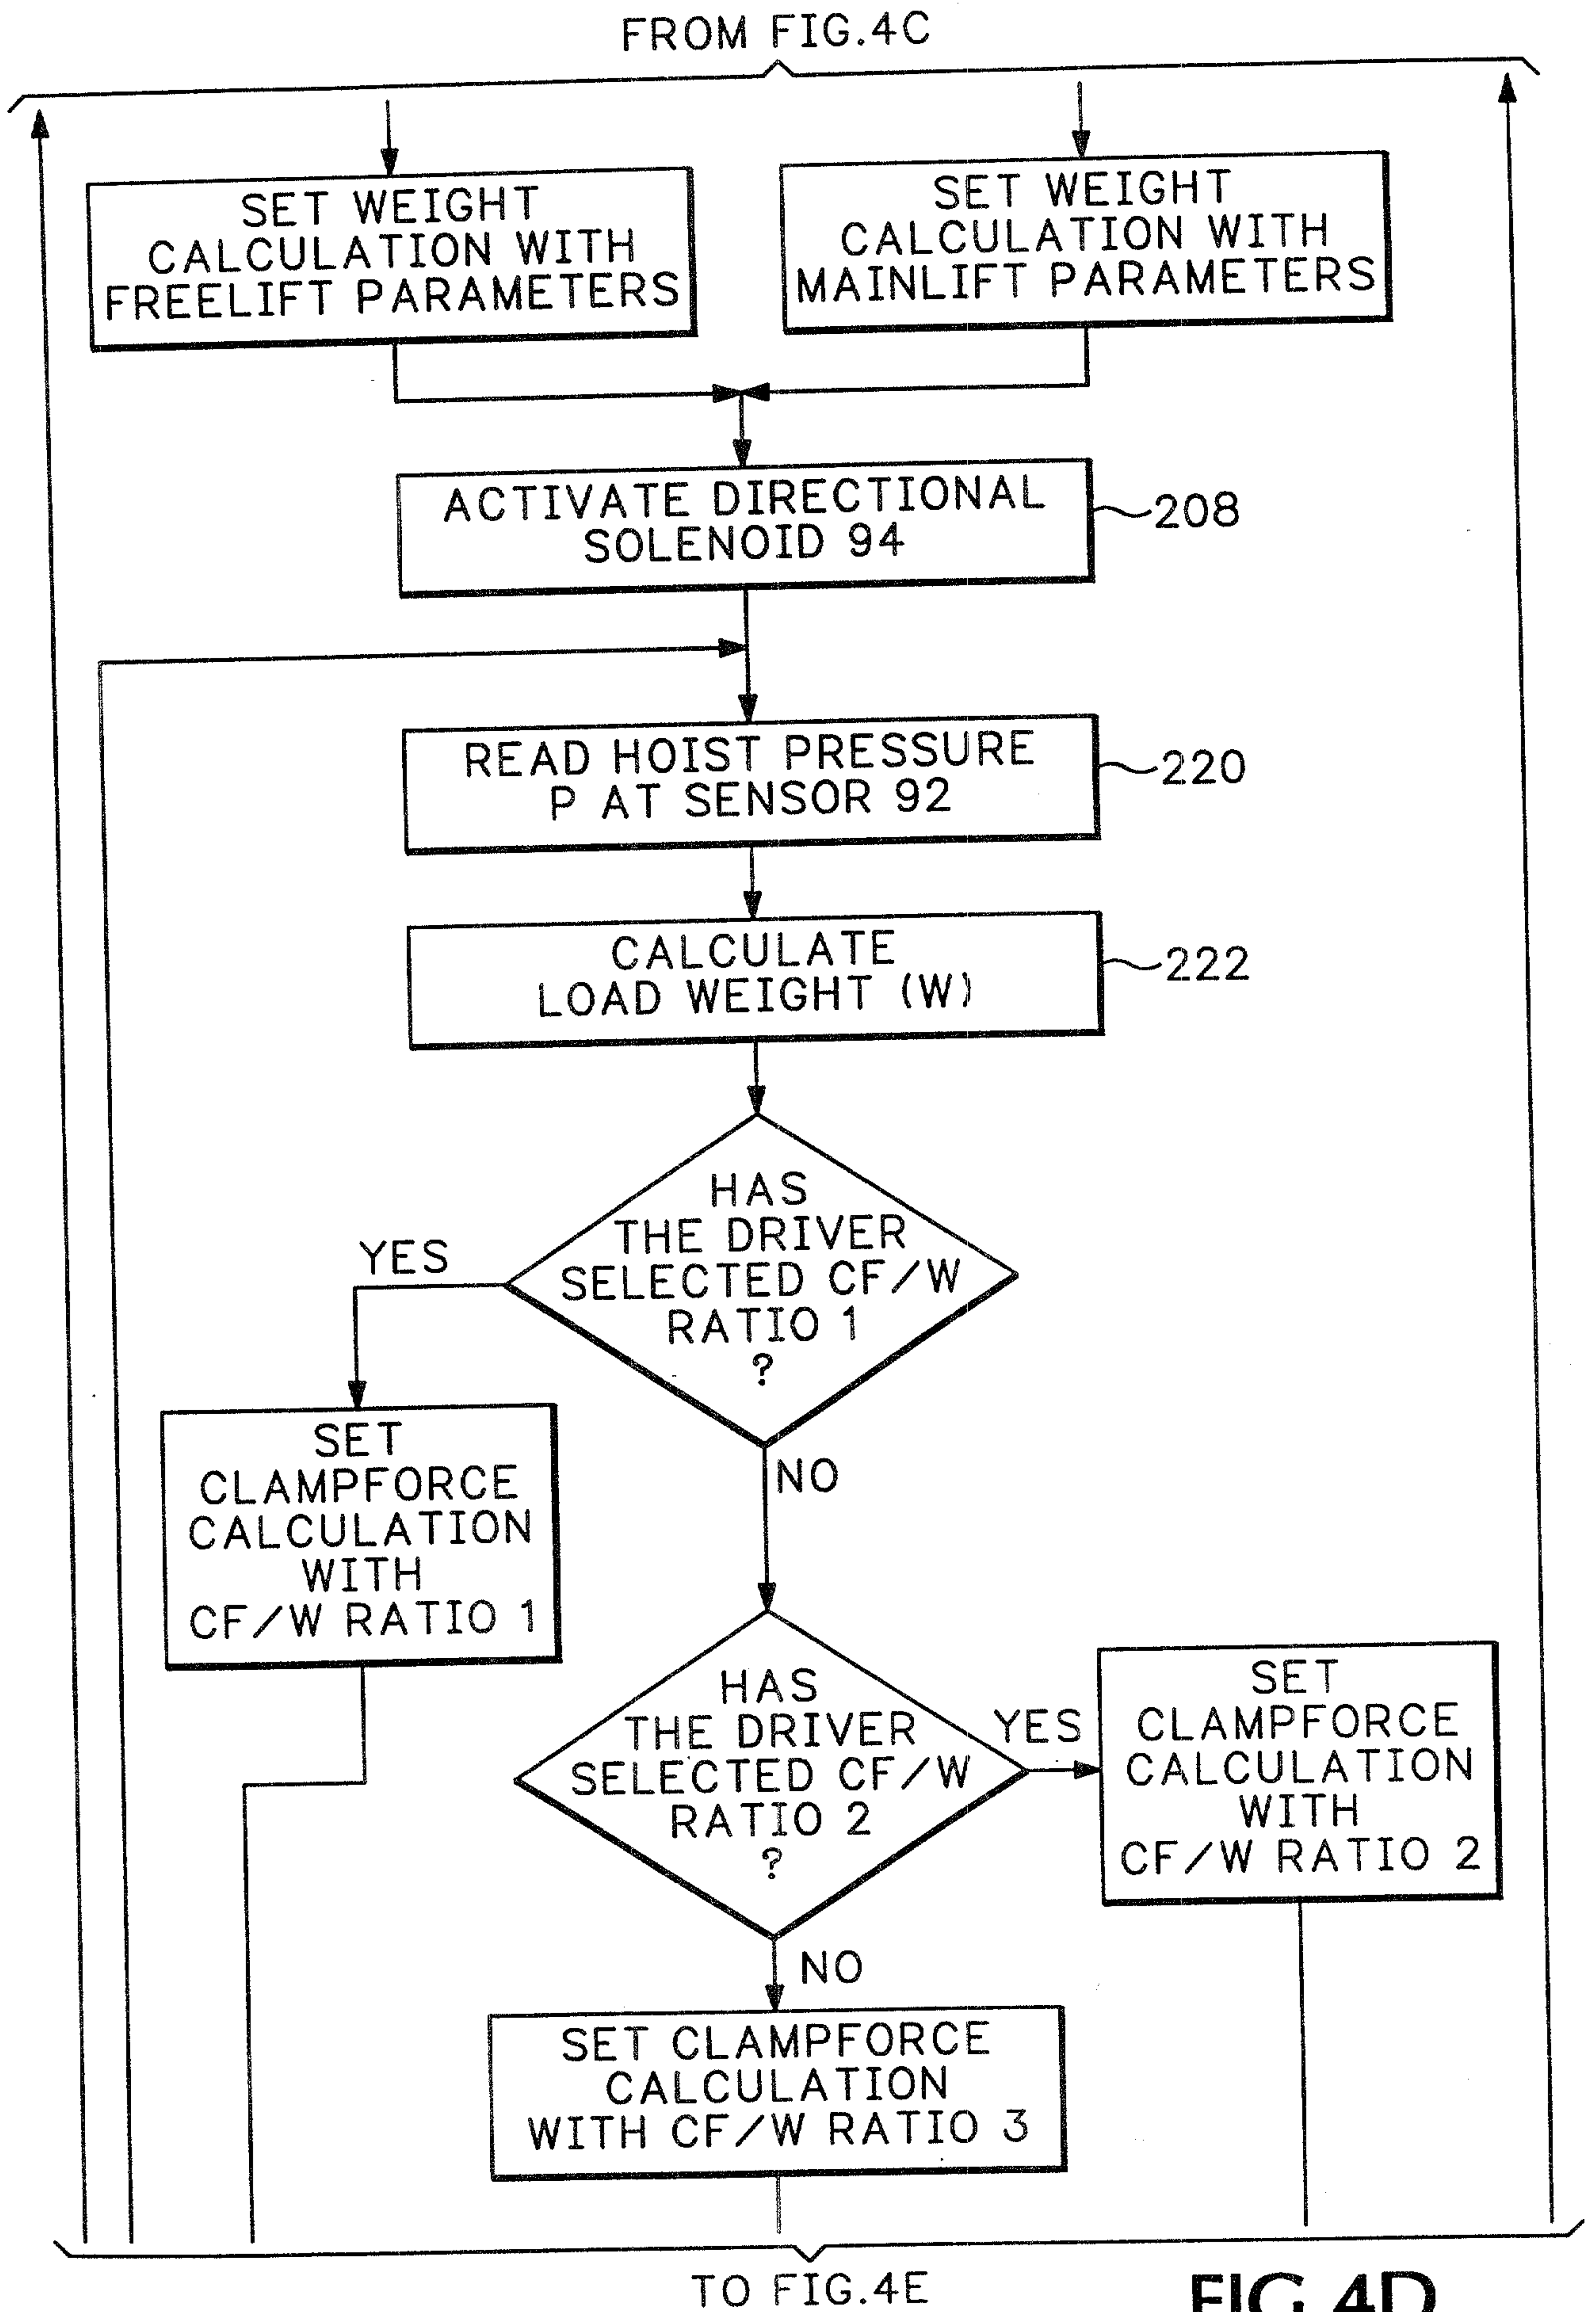 FROM FIG.4C
SET WEIGHT
CALCULATION WITH
FREELIFT PARAMETERS
SET WEIGHT
CALCULATION WITH
MAINLIFT PARAMETERS
ACTIVATE DIRECTIONAL
SOLENOID 94
208
READ HOIST PRESSURE
P AT SENSOR 92
220
CALCULATE
LOAD WEIGHT (W)
222
HAS
THE DRIVER
SELECTED CF/W
RATIO 1
?
YES
NO
SET
CLAMPFORCE
CALCULATION
WITH
CF/W RATIO 1
HAS
THE DRIVER
SELECTED CF/W
RATIO 2
?
YES
NO
SET
CLAMPFORCE
CALCULATION
WITH
CF/W RATIO 2
SET CLAMPFORCE
CALCULATION
WITH CF/W RATIO 3
TO FIG.4E
FIG.4D